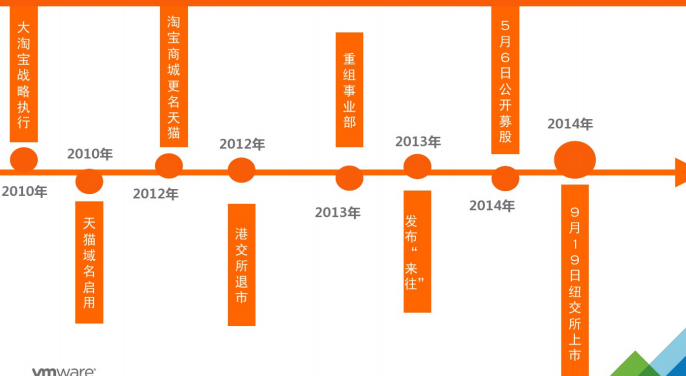 大淘宝战略执行
2010年
2010年
天猫域名启用
淘宝商城更名天猫
2012年
2012年
港交所退市
重组事业部
2013年
2013年
发布“来往”
5月6日公开募股
2014年
2014年
9月19日纽交所上市
vmware